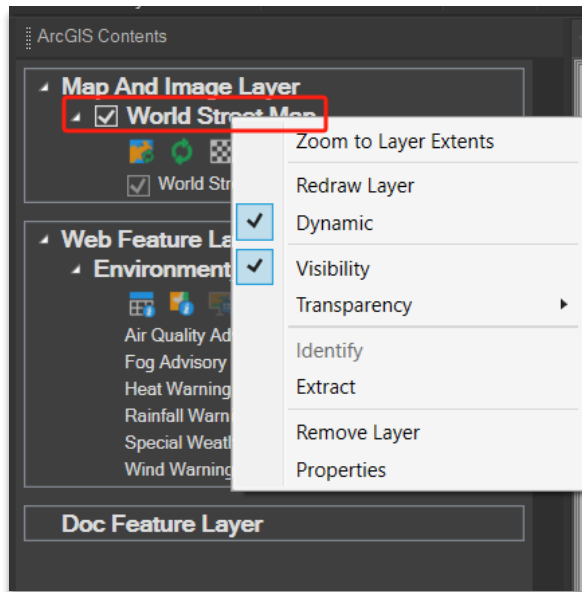 ArcGIS Contents
Map And Image Layer
World Street Map
World Str
Web Feature La
Environment
Air Quality Ad
Fog Advisory
Heat Warning
Rainfall Warni
Special Weath
Wind Warning
Doc Feature Layer
Zoom to Layer Extents
Redraw Layer
Dynamic
Visibility
Transparency
Identify
Extract
Remove Layer
Properties